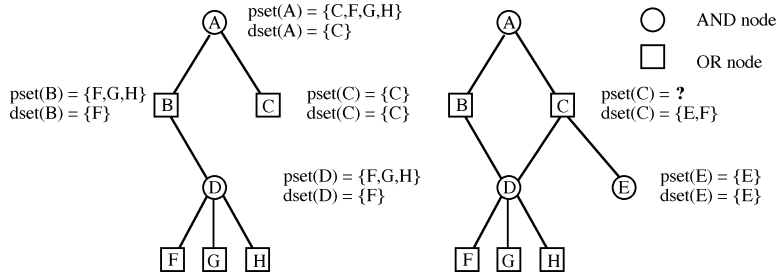 A
pset(A) = {C,F,G,H}
dset(A) = {C}
pset(B) = {F,G,H}
dset(B) = {F}
B
C
pset(C) = {C}
dset(C) = {C}
D
pset(D) = {F,G,H}
dset(D) = {F}
F
G
H
A
AND node
OR node
B
C
pset(C) = ?
dset(C) = {E,F}
D
E
pset(E) = {E}
dset(E) = {E}
F
G
H